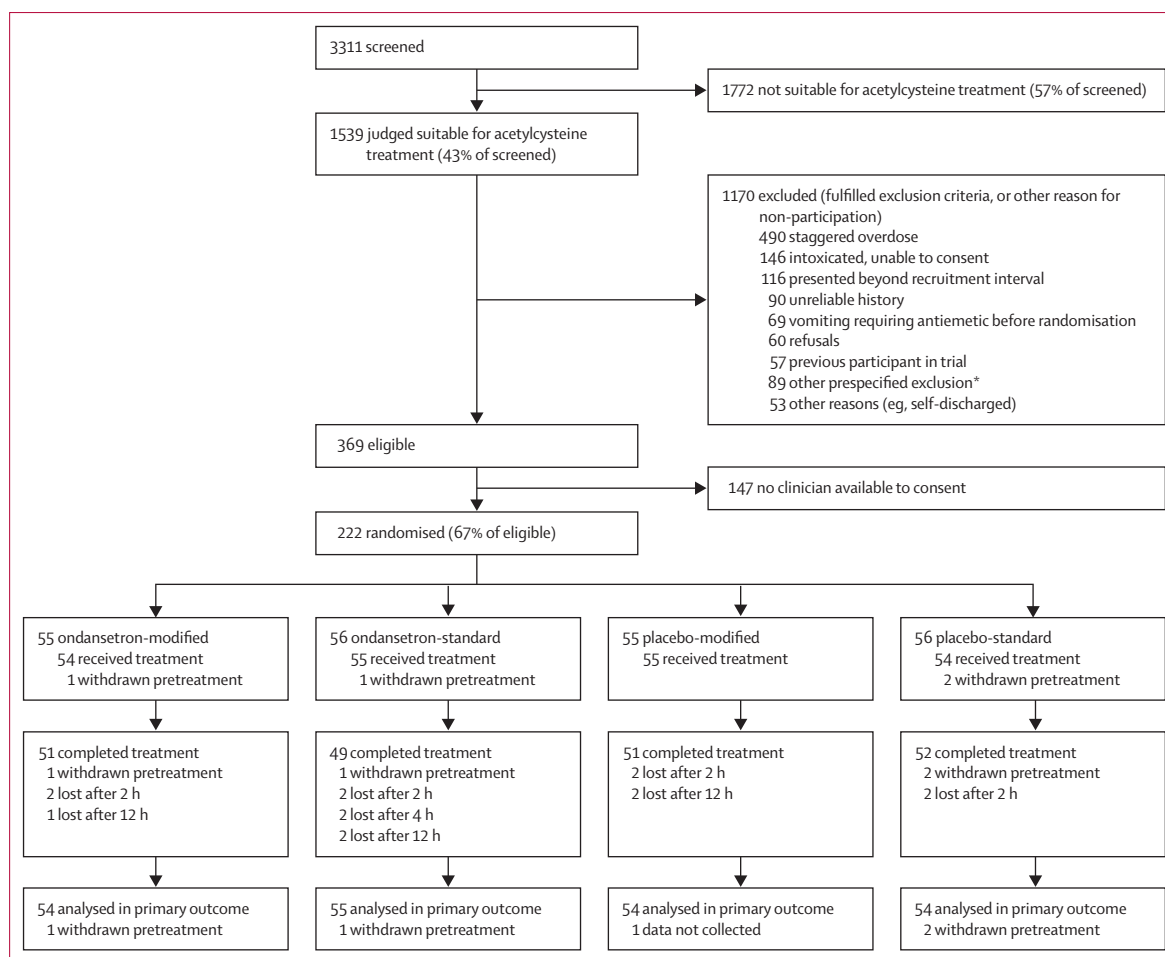 3311 screened
1772 not suitable for acetylcysteine treatment (57% of screened)
1539 judged suitable for acetylcysteine
treatment (43% of screened)
1170 excluded (fulfilled exclusion criteria, or other reason for
non-participation)
490 staggered overdose
146 intoxicated, unable to consent
116 presented beyond recruitment interval
90 unreliable history
69 vomiting requiring antiemetic before randomisation
60 refusals
57 previous participant in trial
89 other prespecified exclusion*
53 other reasons (eg, self-discharged)
369 eligible
147 no clinician available to consent
222 randomised (67% of eligible)
55 ondansetron-modified
54 received treatment
1 withdrawn pretreatment
56 ondansetron-standard
55 received treatment
1 withdrawn pretreatment
55 placebo-modified
55 received treatment
56 placebo-standard
54 received treatment
2 withdrawn pretreatment
51 completed treatment
1 withdrawn pretreatment
2 lost after 2 h
1 lost after 12 h
49 completed treatment
1 withdrawn pretreatment
2 lost after 2 h
2 lost after 4 h
2 lost after 12 h
51 completed treatment
2 lost after 2 h
2 lost after 12 h
52 completed treatment
2 withdrawn pretreatment
2 lost after 2 h
54 analysed in primary outcome
1 withdrawn pretreatment
55 analysed in primary outcome
1 withdrawn pretreatment
54 analysed in primary outcome
1 data not collected
54 analysed in primary outcome
2 withdrawn pretreatment